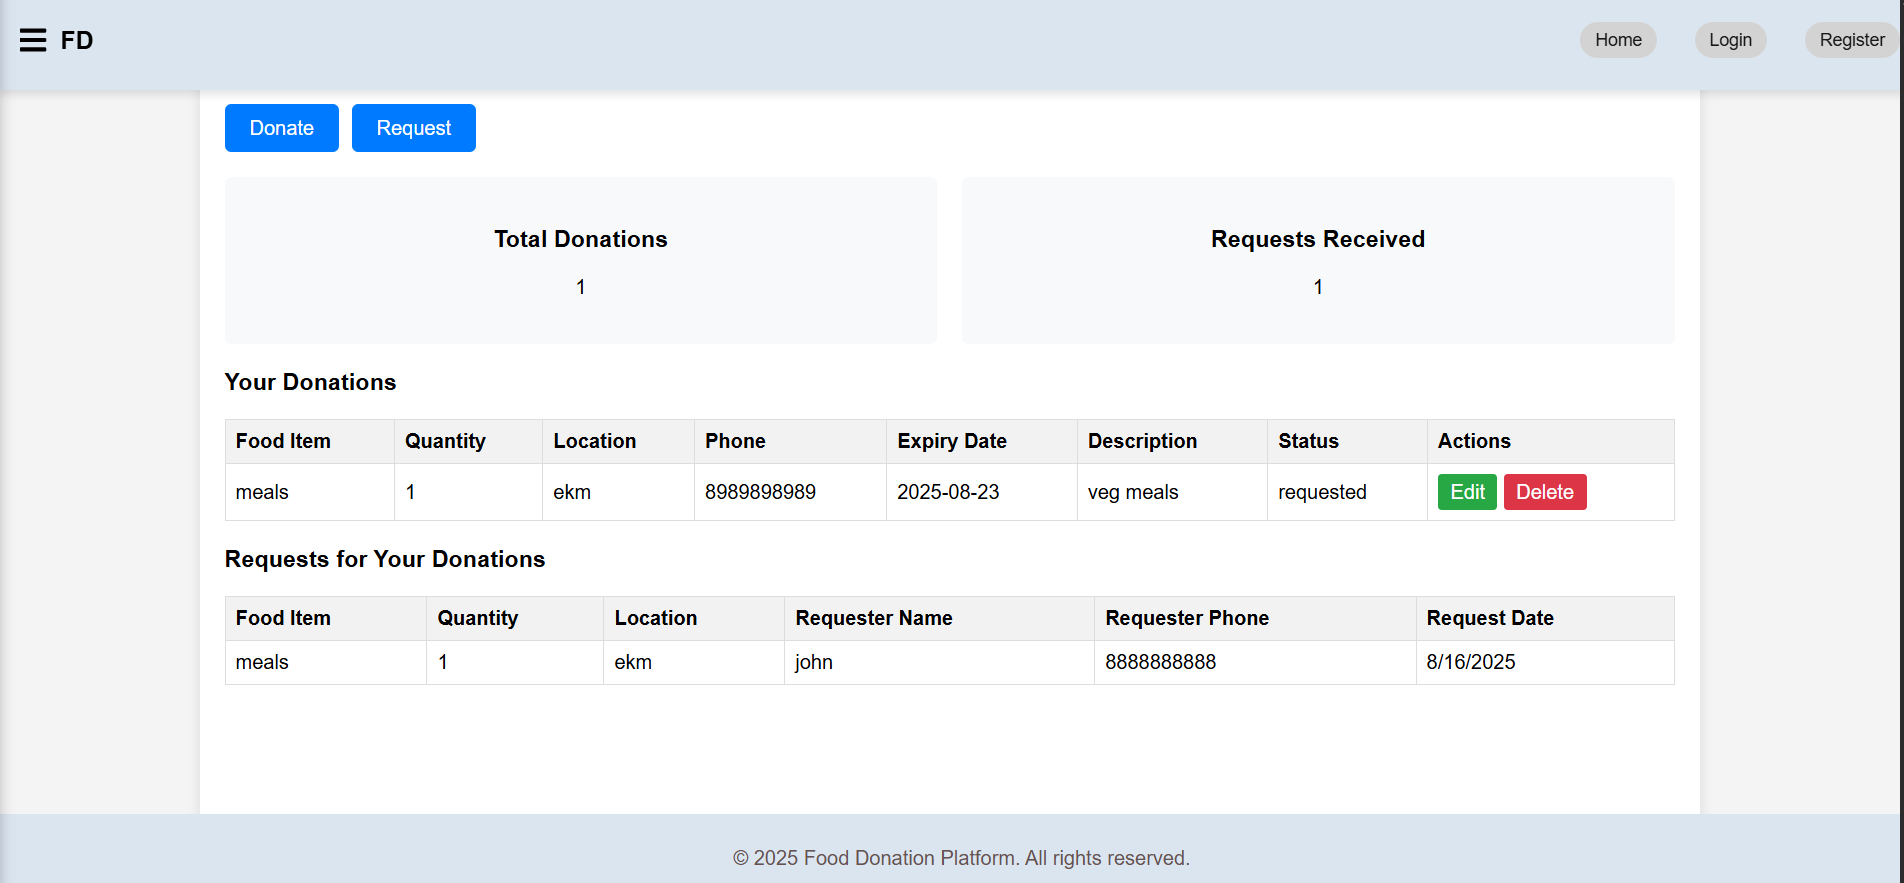 FD Home Login Register
Donate Request
Total Donations Requests Received
1 1
Your Donations
Food Item Quantity Location Phone Expiry Date Description Status Actions
meals 1 ekm 8989898989 2025-08-23 veg meals requested Edit Delete
Requests for Your Donations
Food Item Quantity Location Requester Name Requester Phone Request Date
meals 1 ekm john 8888888888 8/16/2025
© 2025 Food Donation Platform. All rights reserved.